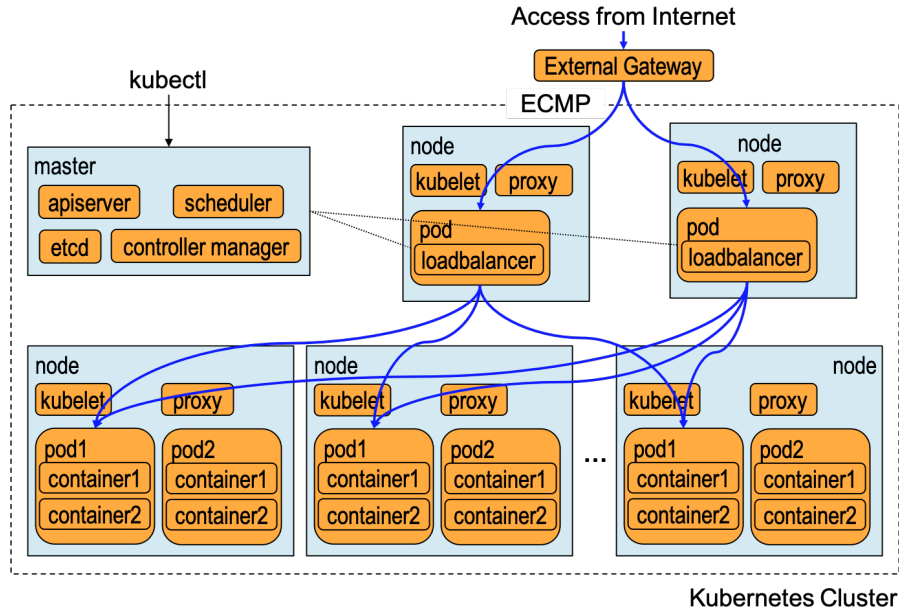 Access from Internet
External Gateway
kubectl
ECMP
master
apiserver
scheduler
etcd
controller manager
node
kubelet
proxy
pod
loadbalancer
node
kubelet
proxy
pod
loadbalancer
node
kubelet
proxy
pod1
container1
container2
pod2
container1
container2
node
kubelet
proxy
pod1
container1
container2
pod2
container1
container2
...
node
kubelet
proxy
pod1
container1
container2
pod2
container1
container2
Kubernetes Cluster